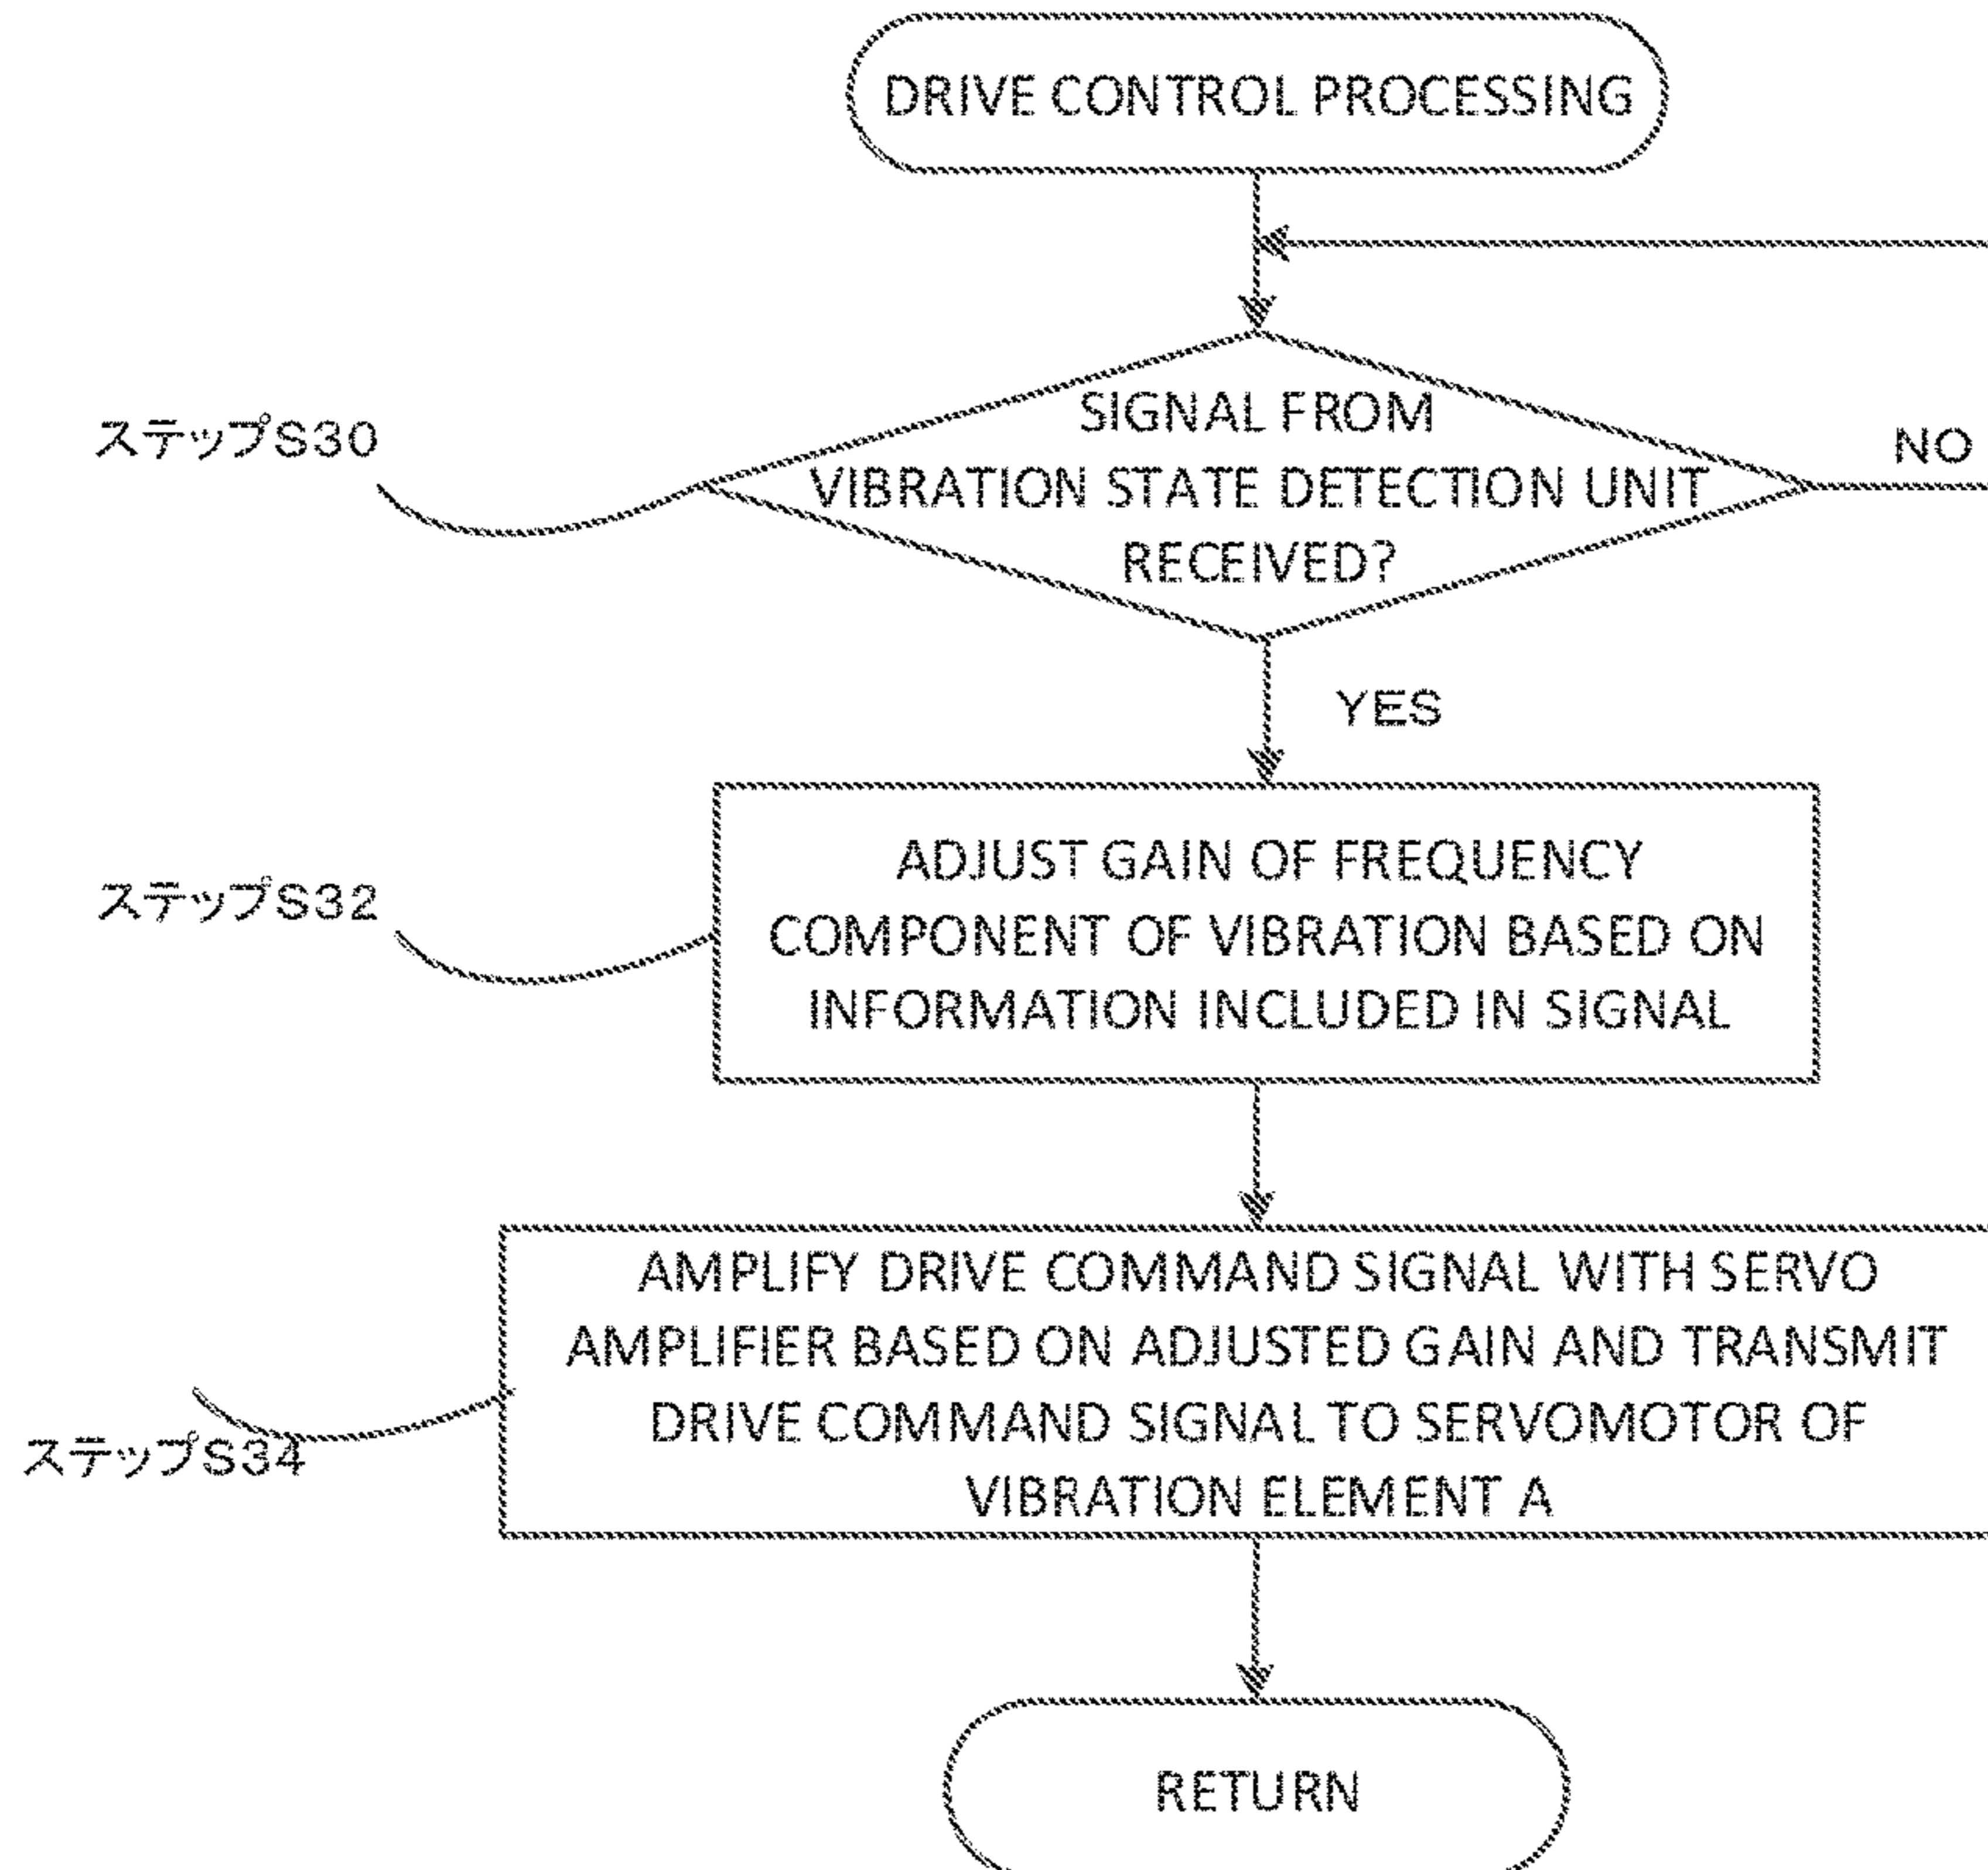 DRIVE CONTROL PROCESSING
ステップS30
SIGNAL FROM
VIBRATION STATE DETECTION UNIT
RECEIVED?
NO
YES
ステップS32
ADJUST GAIN OF FREQUENCY
COMPONENT OF VIBRATION BASED ON
INFORMATION INCLUDED IN SIGNAL
ステップS34
AMPLIFY DRIVE COMMAND SIGNAL WITH SERVO
AMPLIFIER BASED ON ADJUSTED GAIN AND TRANSMIT
DRIVE COMMAND SIGNAL TO SERVOMOTOR OF
VIBRATION ELEMENT A
RETURN